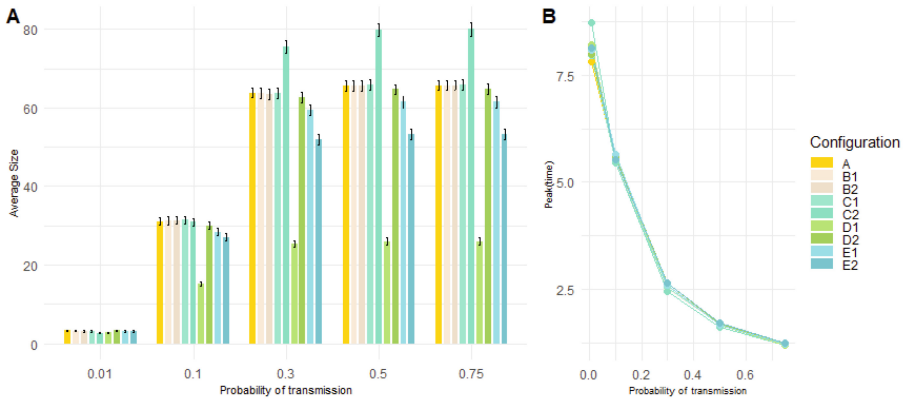 A
B
80
60
40
20
0
Average Size
0.01
0.1
0.3
0.5
0.75
Probability of transmission
7.5
5.0
2.5
Peak(time)
0.0
0.2
0.4
0.6
Probability of transmission
Configuration
A
B1
B2
C1
C2
D1
D2
E1
E2